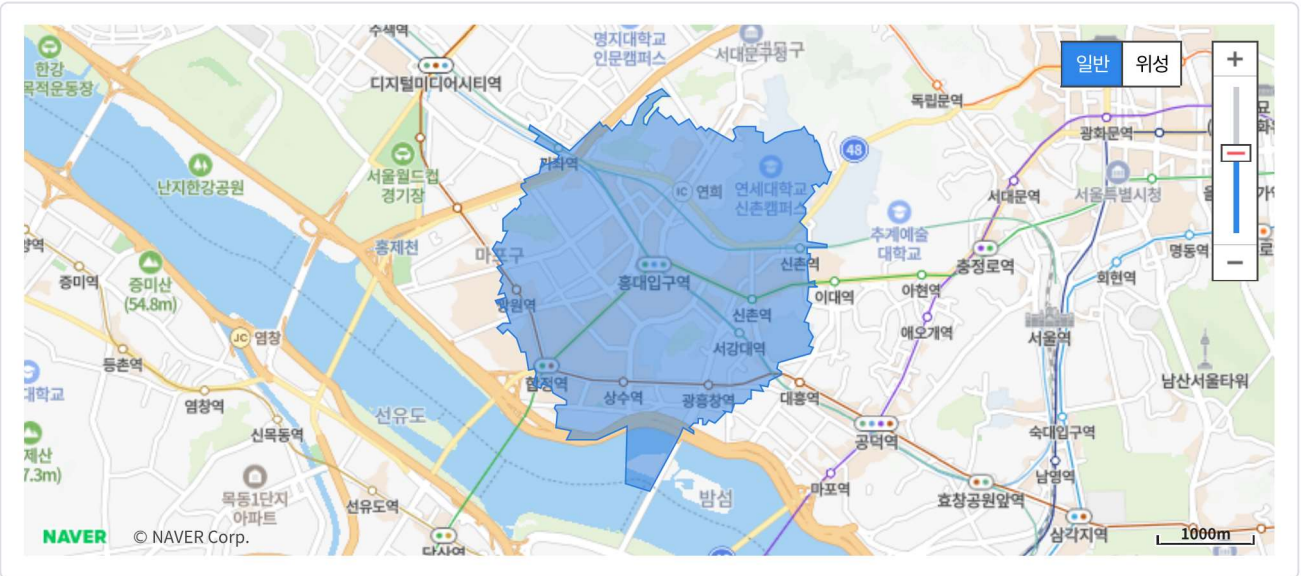 수색역
명지대학교
인문캠퍼스
서대문구청
한강
디지털미디어시티역
일반
위성
+
독립문역
광화문역
48
가좌역
서울월드컵
경기장
난지한강공원
IC
연희
연세대학교
신촌캠퍼스
서대문역
서울특별시청
추계예술
대학교
홍제천
마포구
신촌역
충정로역
명동역
증미역
증미산
(54.8m)
홍대입구역
회현역
−
망원역
이대역
아현역
신촌역
애오개역
JC
염창
서강대역
서울역
등촌역
합정역
상수역
광흥창역
대흥역
남산서울타워
대학교
염창역
선유도
신목동역
공덕역
숙대입구역
목동1단지
아파트
선유도역
밤섬
마포역
효창공원앞역
남영역
삼각지역
NAVER
© NAVER Corp.
당산역
1000m